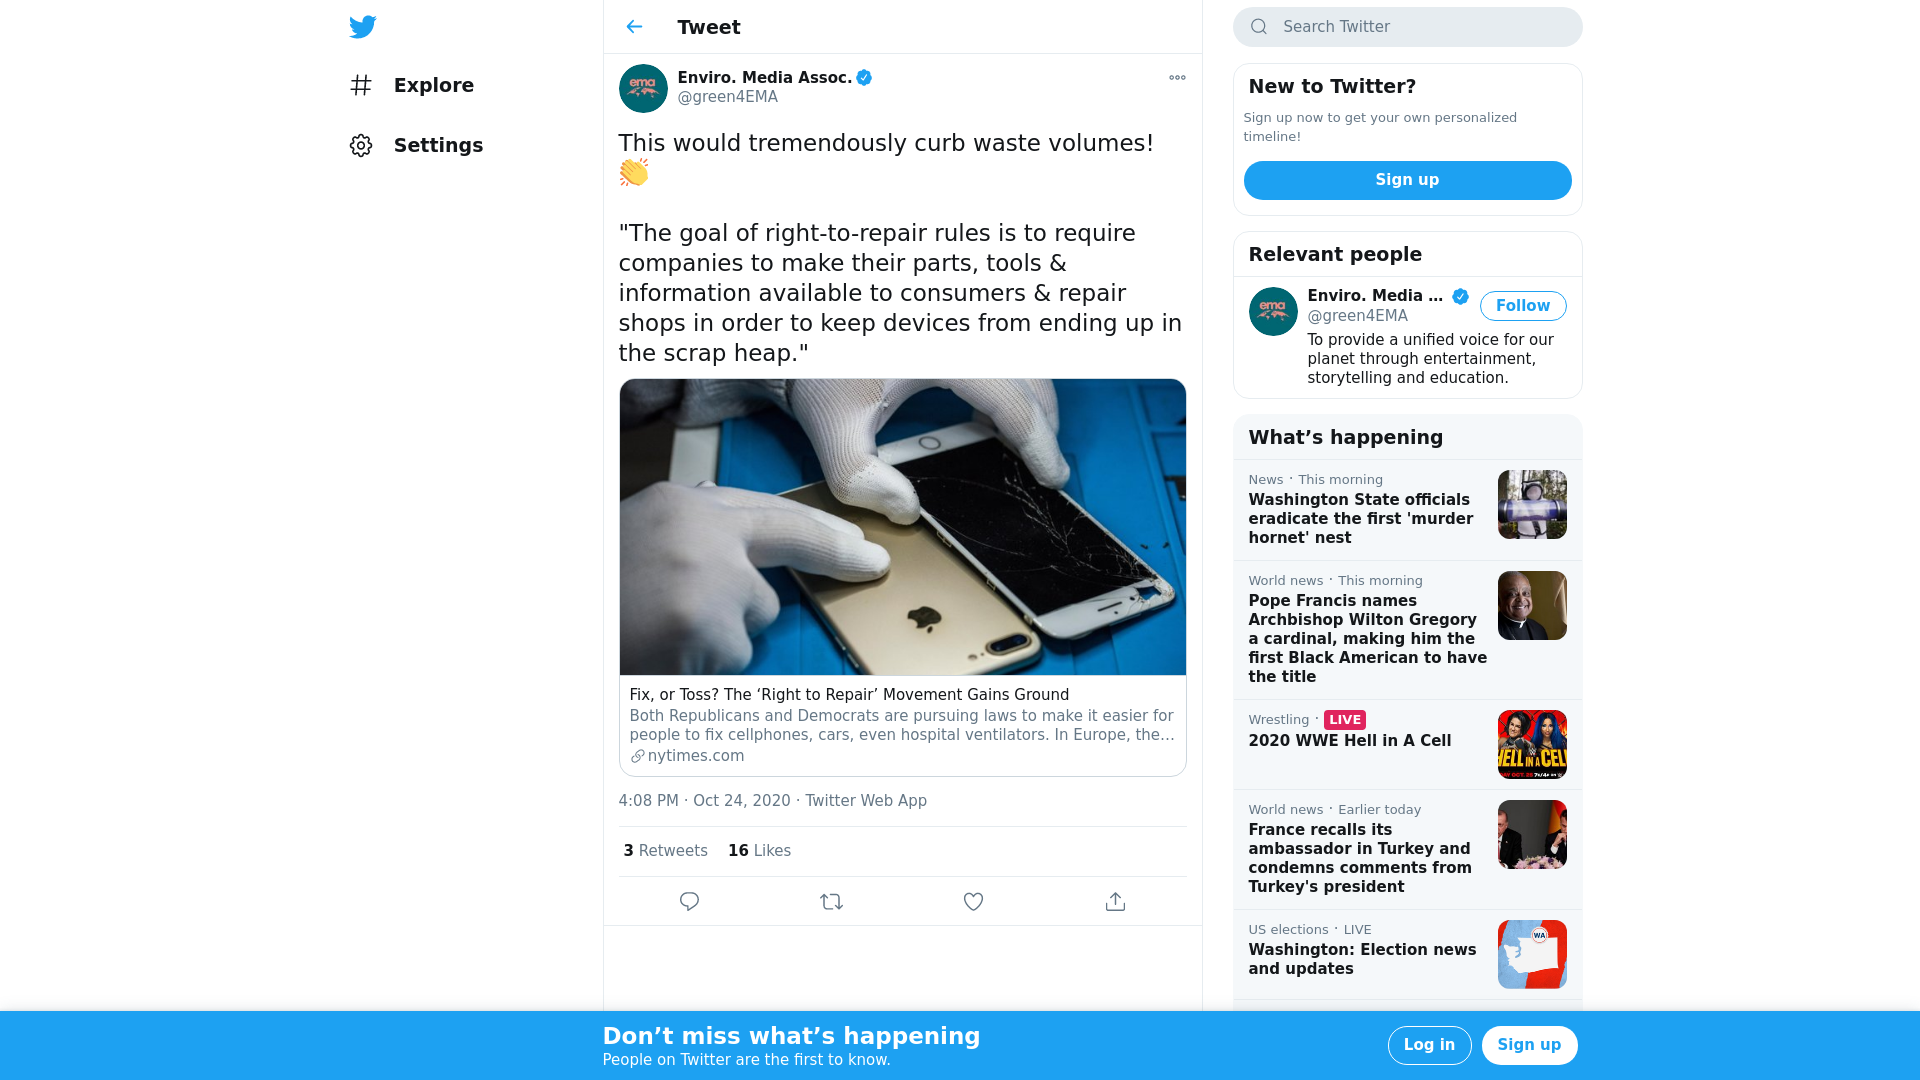 Explore
Settings
Tweet
Enviro. Media Assoc.
@green4EMA
This would tremendously curb waste volumes!
"The goal of right-to-repair rules is to require
companies to make their parts, tools &
information available to consumers & repair
shops in order to keep devices from ending up in
the scrap heap."
Fix, or Toss? The ‘Right to Repair’ Movement Gains Ground
Both Republicans and Democrats are pursuing laws to make it easier for
people to fix cellphones, cars, even hospital ventilators. In Europe, the…
nytimes.com
4:08 PM · Oct 24, 2020 · Twitter Web App
3 Retweets 16 Likes
Search Twitter
New to Twitter?
Sign up now to get your own personalized
timeline!
Sign up
Relevant people
Enviro. Media ...
@green4EMA
Follow
To provide a unified voice for our
planet through entertainment,
storytelling and education.
What’s happening
News · This morning
Washington State officials
eradicate the first 'murder
hornet' nest
World news · This morning
Pope Francis names
Archbishop Wilton Gregory
a cardinal, making him the
first Black American to have
the title
Wrestling · LIVE
2020 WWE Hell in A Cell
HELL IN A CELL
World news · Earlier today
France recalls its
ambassador in Turkey and
condemns comments from
Turkey's president
US elections · LIVE
Washington: Election news
and updates
WA
Don’t miss what’s happening
People on Twitter are the first to know.
Log in
Sign up